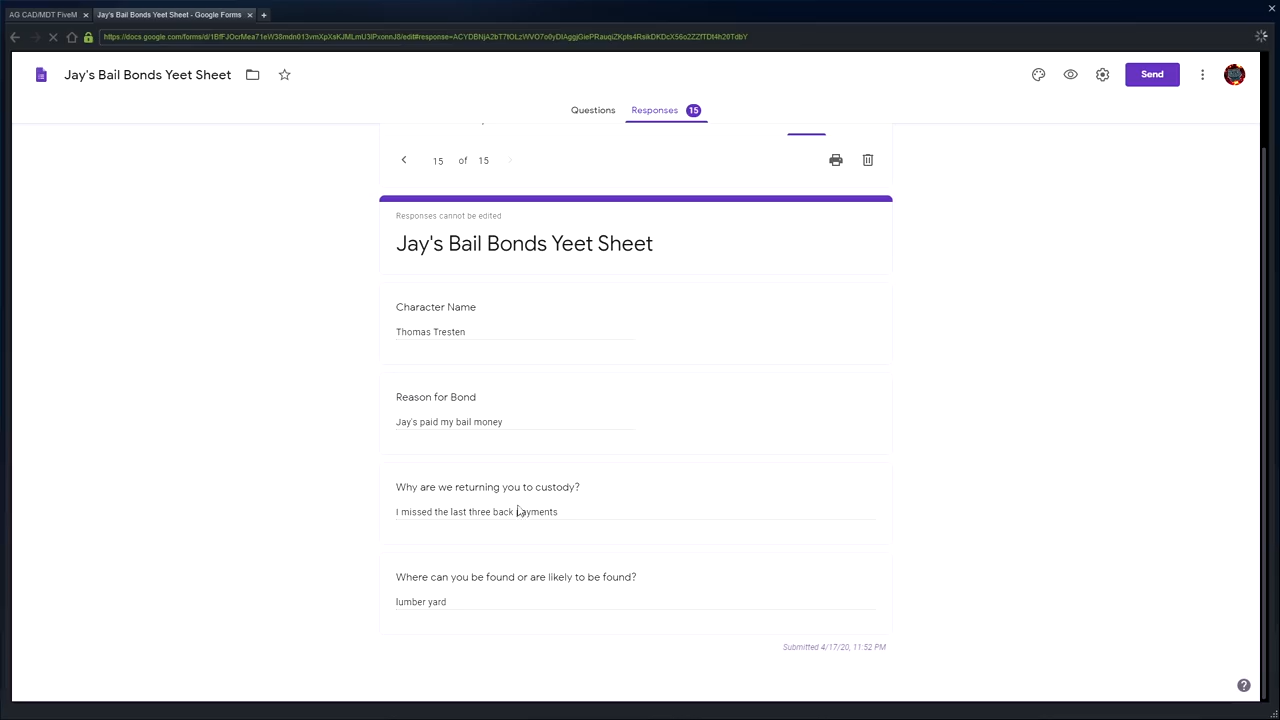 AG CAD/MDT FiveM
Jay's Bail Bonds Yeet Sheet - Google Forms
Jay's Bail Bonds Yeet Sheet
Send
Questions
Responses 15
15 of 15
Responses cannot be edited
Jay's Bail Bonds Yeet Sheet
Character Name
Thomas Tresten
Reason for Bond
Jay's paid my bail money
Why are we returning you to custody?
I missed the last three back payments
Where can you be found or are likely to be found?
lumber yard
Submitted 4/17/20, 11:52 PM